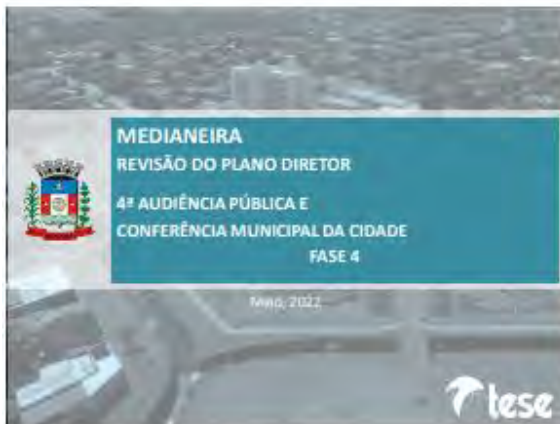 MEDIANEIRA
REVISÃO DO PLANO DIRETOR
4ª AUDIÊNCIA PÚBLICA E
CONFERÊNCIA MUNICIPAL DA CIDADE
FASE 4
Maio, 2022
tese